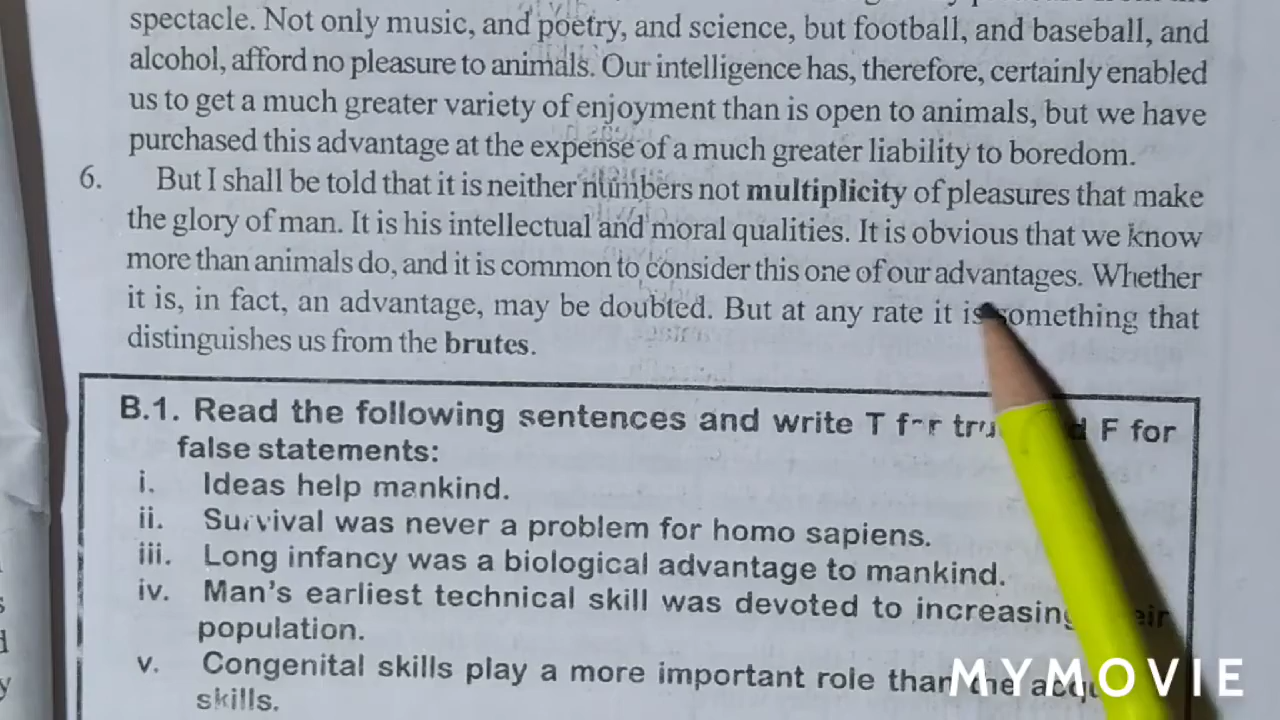 spectacle. Not only music, and poetry, and science, but football, and baseball, and
alcohol, afford no pleasure to animals. Our intelligence has, therefore, certainly enabled
us to get a much greater variety of enjoyment than is open to animals, but we have
purchased this advantage at the expense of a much greater liability to boredom.
6. But I shall be told that it is neither numbers not multiplicity of pleasures that make
the glory of man. It is his intellectual and moral qualities. It is obvious that we know
more than animals do, and it is common to consider this one of our advantages. Whether
it is, in fact, an advantage, may be doubted. But at any rate it is something that
distinguishes us from the brutes.
B.1. Read the following sentences and write T for F for
false statements:
i. Ideas help mankind.
ii. Survival was never a problem for homo sapiens.
iii. Long infancy was a biological advantage to mankind.
iv. Man's earliest technical skill was devoted to increasing
population.
v. Congenital skills play a more important role than the
skills.
MYMOVIE